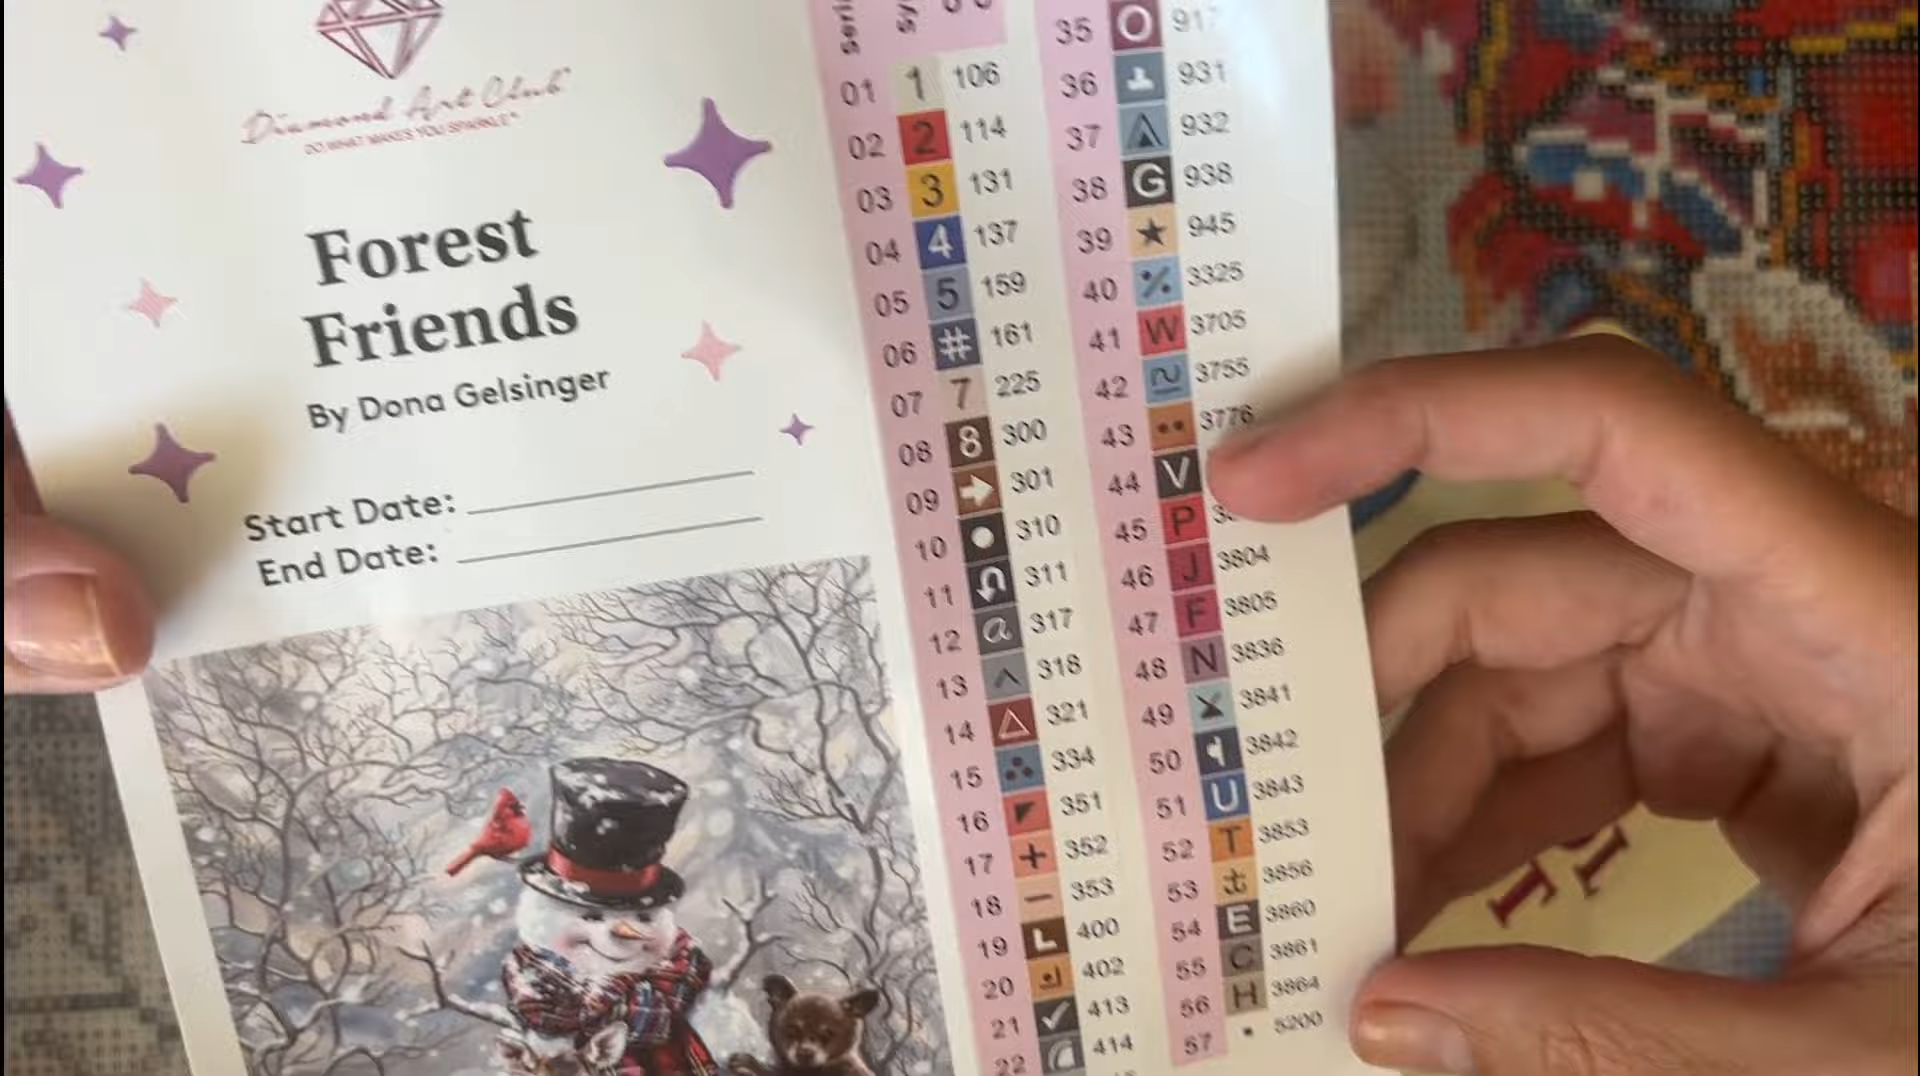 Diamond Art Club
DO WHAT MAKES YOU SPARKLE
Forest
Friends
By Dona Gelsinger
Start Date:
End Date:
01 1 106
02 2 114
03 3 131
04 4 137
05 5 159
06 # 161
07 7 225
08 8 300
09 301
10 310
11 311
12 a 317
13 318
14 321
15 334
16 351
17 + 352
18 − 353
19 L 400
20 402
21 ✓ 413
22 414
35 O
36 931
37 932
38 G 938
39 ★ 945
40 % 3325
41 W 3705
42 3755
43 3776
44 V
45 P
46 J 3804
47 F 3805
48 N 3836
49 3841
50 3842
51 U 3843
52 T 3853
53 3856
54 E 3860
55 C 3861
56 H 3864
57 5200